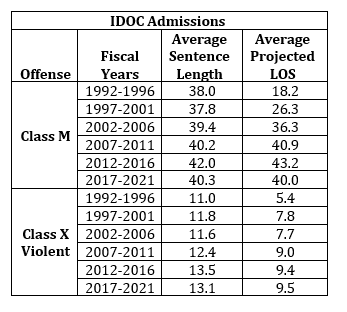 IDOC Admissions
Offense Fiscal Years Average Sentence Length Average Projected LOS
Class M 1992-1996 38.0 18.2
1997-2001 37.8 26.3
2002-2006 39.4 36.3
2007-2011 40.2 40.9
2012-2016 42.0 43.2
2017-2021 40.3 40.0
Class X Violent 1992-1996 11.0 5.4
1997-2001 11.8 7.8
2002-2006 11.6 7.7
2007-2011 12.4 9.0
2012-2016 13.5 9.4
2017-2021 13.1 9.5